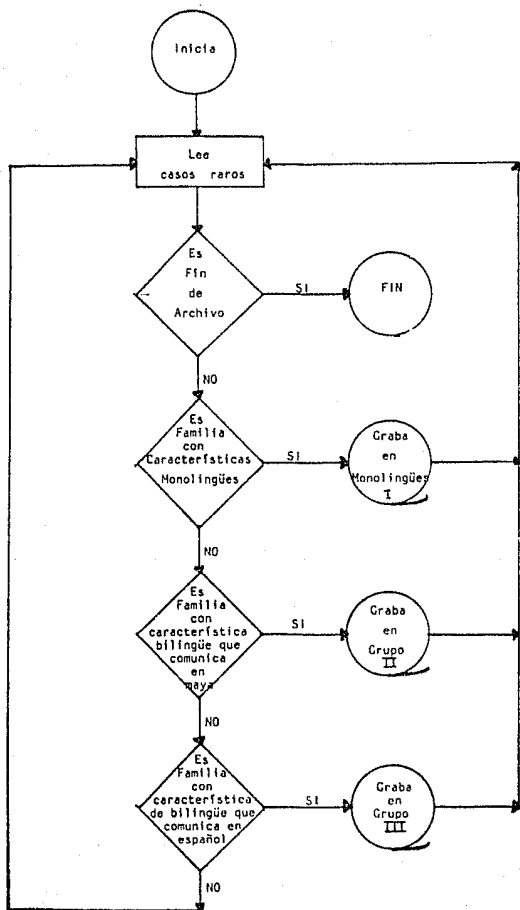 Inicia
Lee
casos raros
Es
Fin
de
Archivo
SI
FIN
NO
Es
Familia
con
Características
Monolingües
SI
Graba
en
Monolingües
I
NO
Es
Familia
con
característica
bilingüe que
comunica
en
maya
SI
Graba
en
Grupo
II
NO
Es
Familia
con
característica
de bilingüe que
comunica en
español
SI
Graba
en
Grupo
III
NO